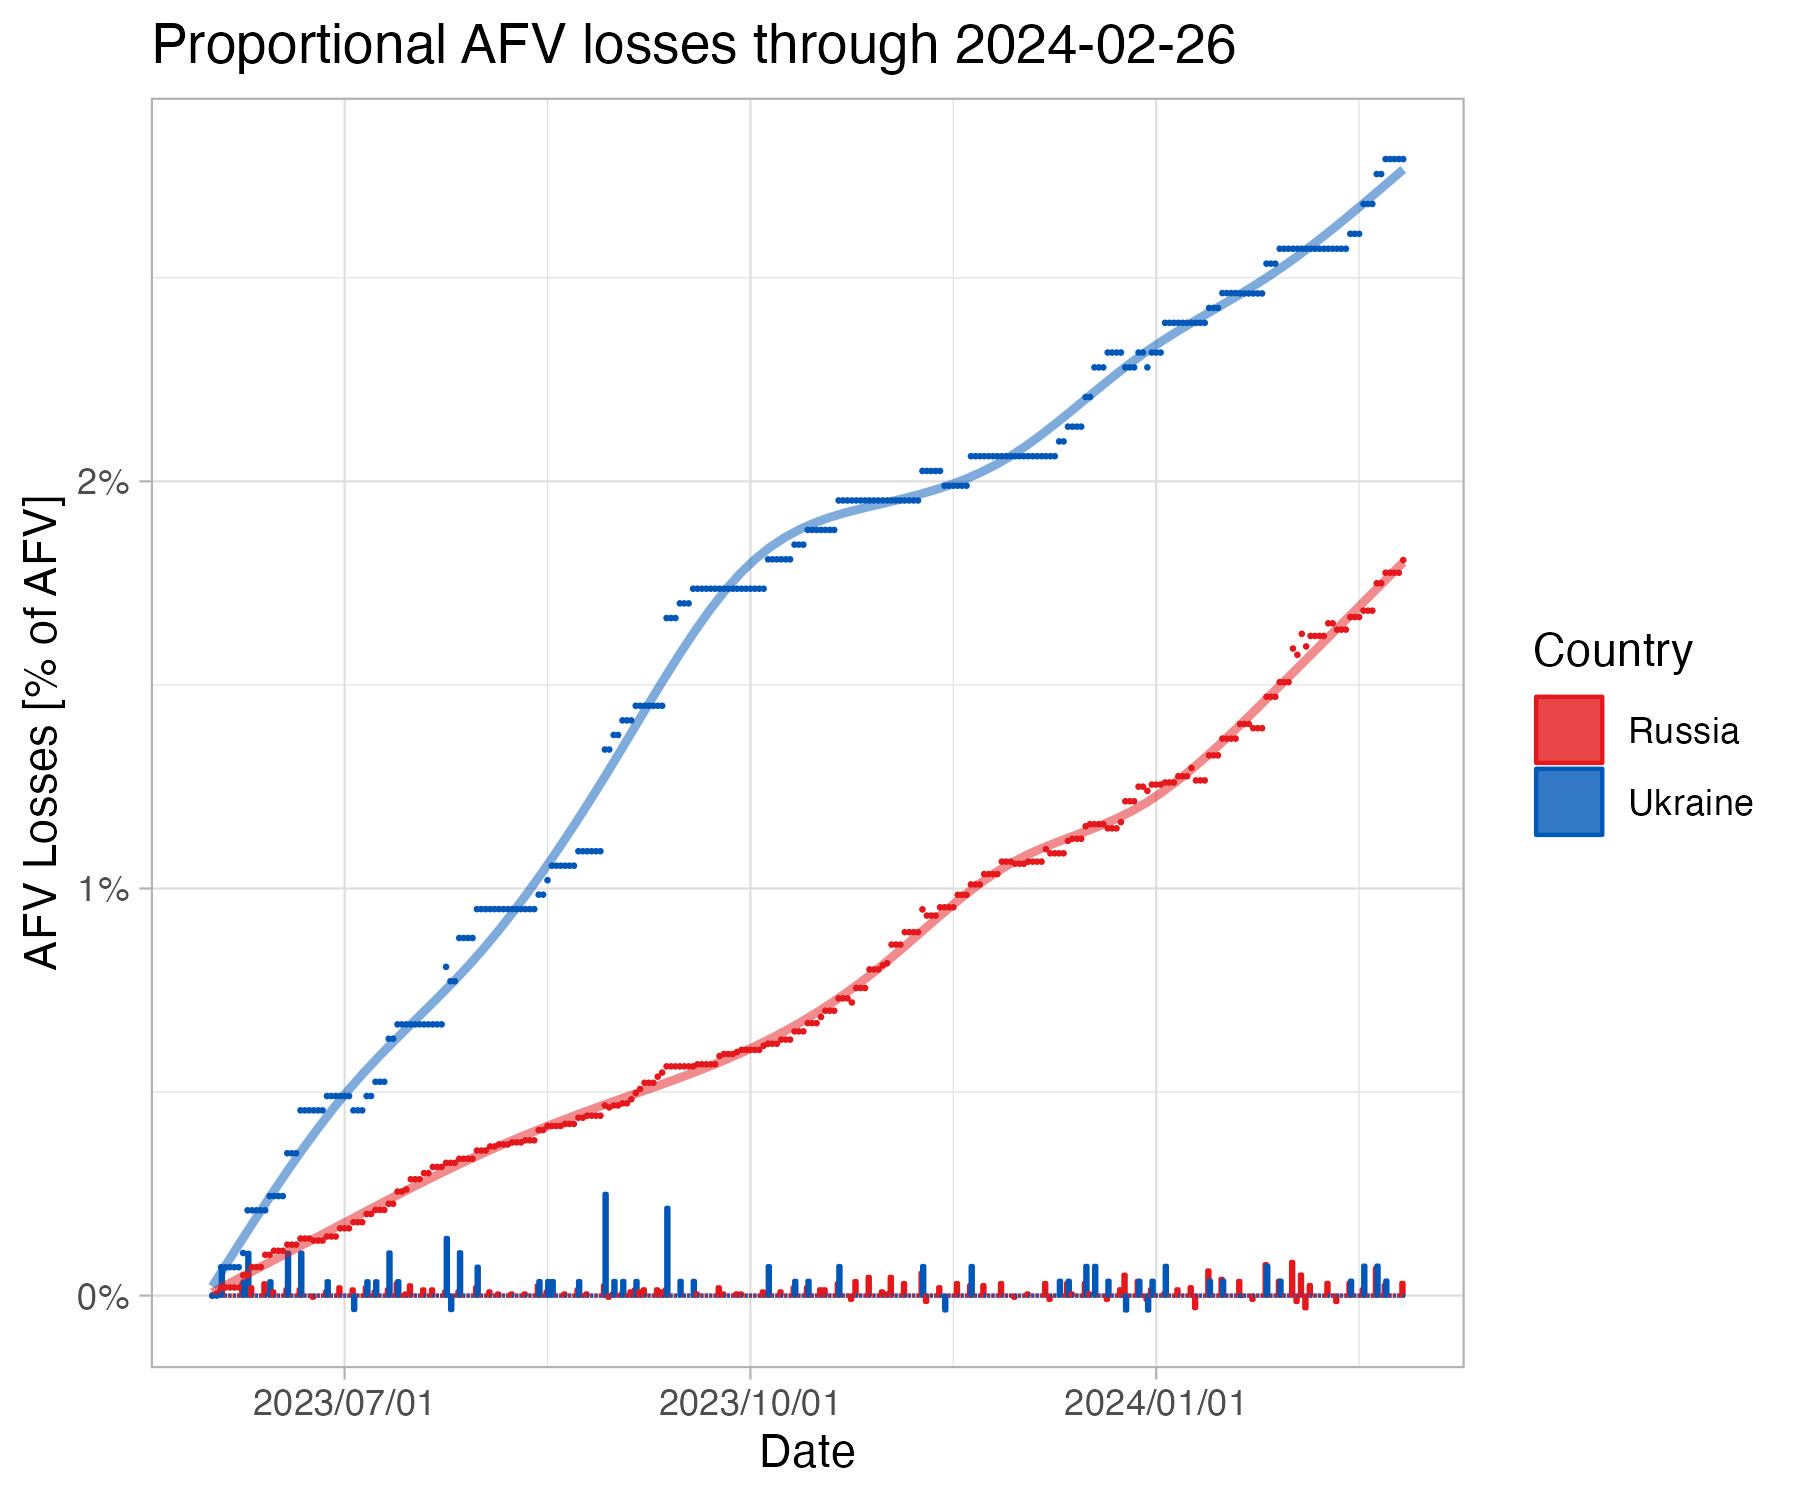 Proportional AFV losses through 2024-02-26
AFV Losses [% of AFV]
2%
1%
0%
2023/07/01
2023/10/01
2024/01/01
Date
Country
Russia
Ukraine